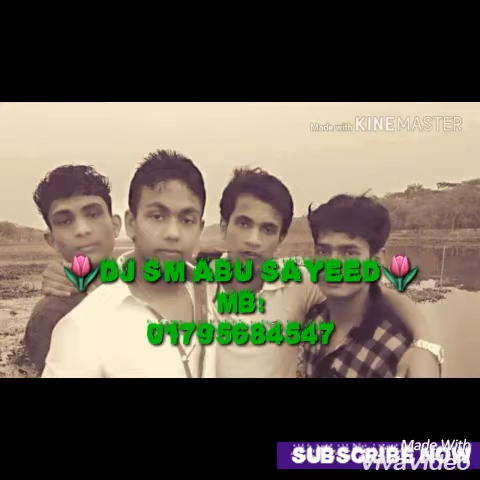 Made with KINEMASTER
🌷DJ SM ABU SAYEED🌷
MB:
01795684547
SUBSCRIBE NOW
Made With
VivaVideo